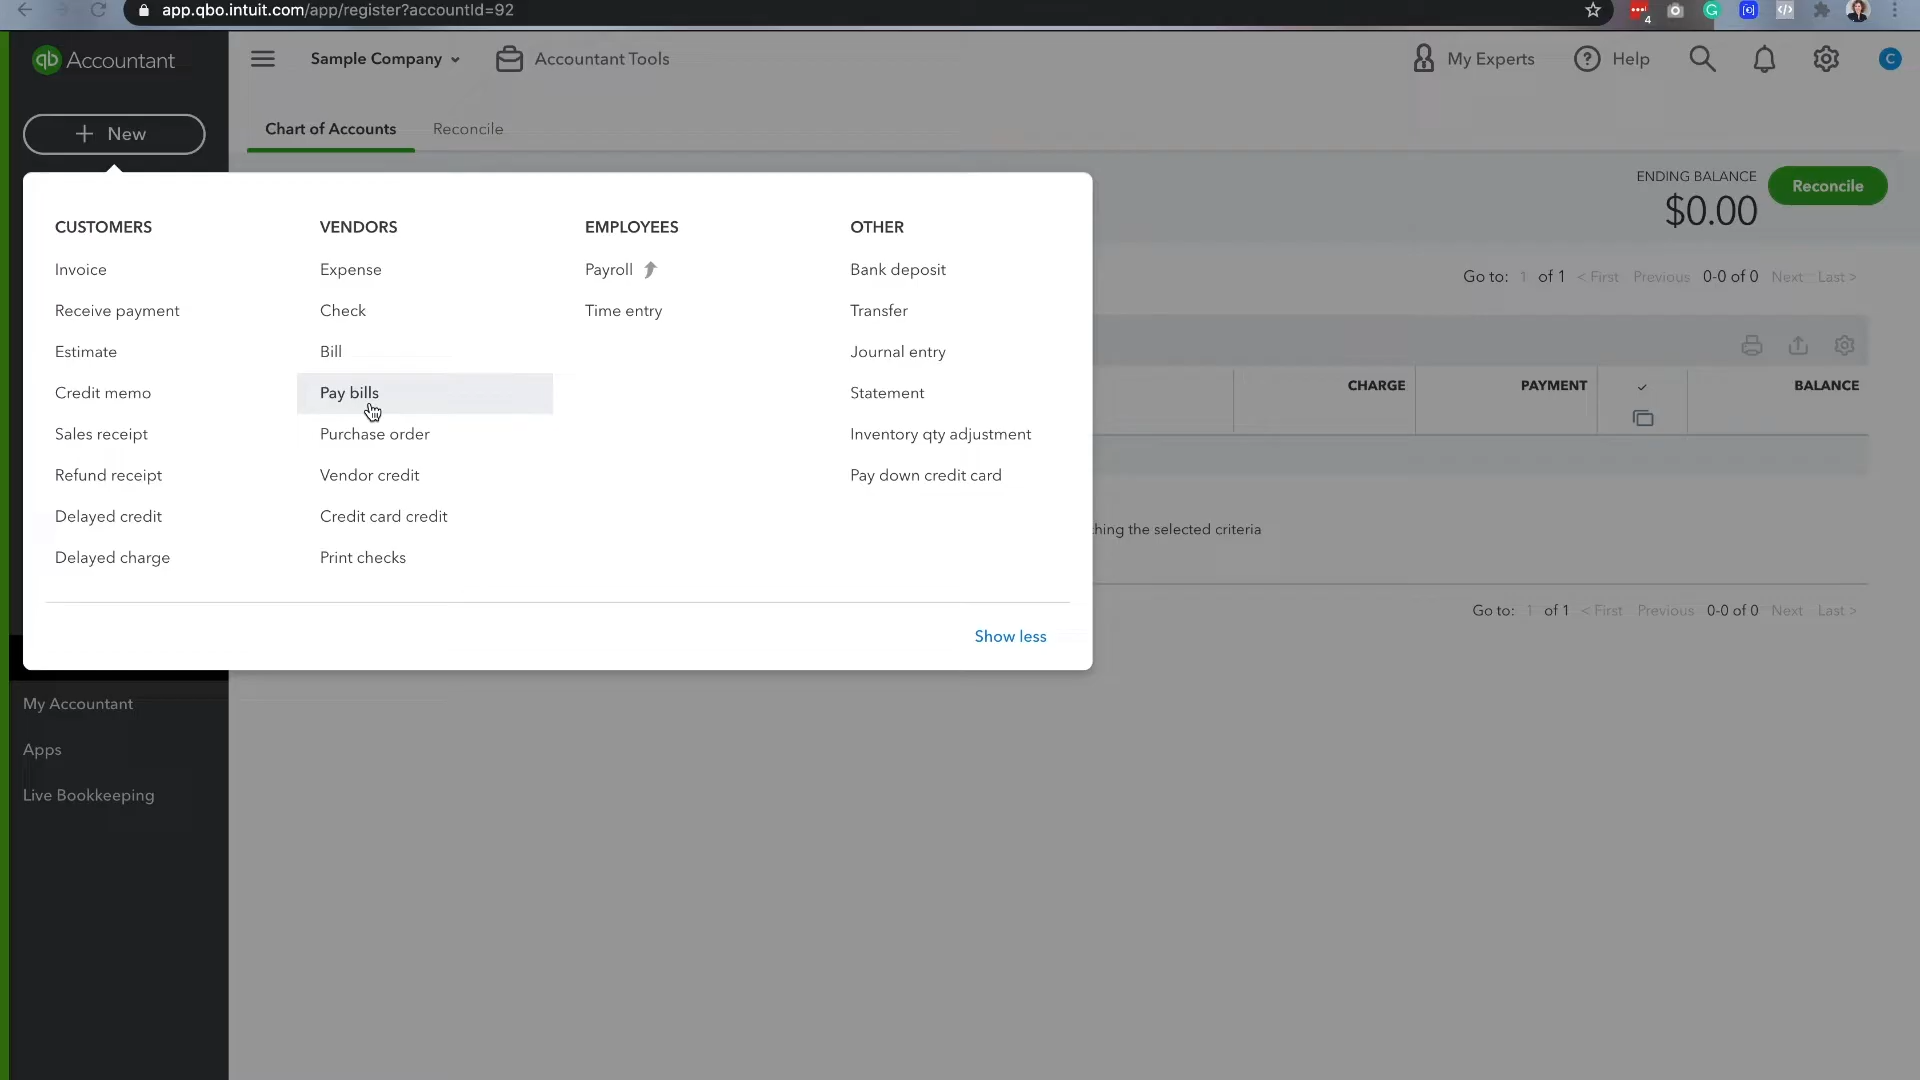 app.qbo.intuit.com/app/register?accountId=92
4
qb Accountant
Sample Company
Accountant Tools
My Experts
Help
C
+ New
Chart of Accounts
Reconcile
ENDING BALANCE
$0.00
Reconcile
Go to: 1 of 1 < First Previous 0-0 of 0 Next Last >
CHARGE
PAYMENT
BALANCE
CUSTOMERS
Invoice
Receive payment
Estimate
Credit memo
Sales receipt
Refund receipt
Delayed credit
Delayed charge
VENDORS
Expense
Check
Bill
Pay bills
Purchase order
Vendor credit
Credit card credit
Print checks
EMPLOYEES
Payroll
Time entry
OTHER
Bank deposit
Transfer
Journal entry
Statement
Inventory qty adjustment
Pay down credit card
Show less
ching the selected criteria
Go to: 1 of 1 < First Previous 0-0 of 0 Next Last >
My Accountant
Apps
Live Bookkeeping